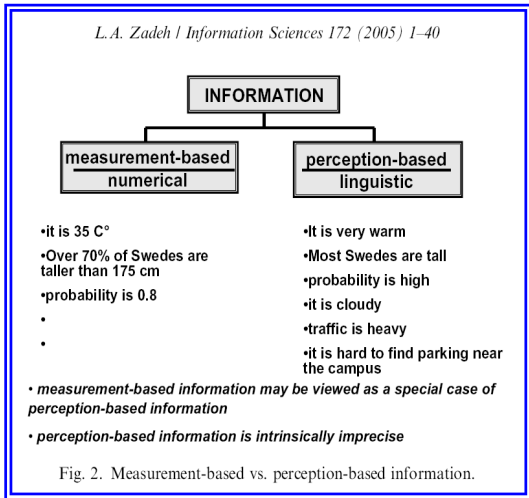 L.A. Zadeh / Information Sciences 172 (2005) 1–40
INFORMATION
measurement-based
numerical
perception-based
linguistic
•it is 35 C°
•Over 70% of Swedes are
taller than 175 cm
•probability is 0.8
•
•
•It is very warm
•Most Swedes are tall
•probability is high
•it is cloudy
•traffic is heavy
•it is hard to find parking near
the campus
• measurement-based information may be viewed as a special case of
perception-based information
• perception-based information is intrinsically imprecise
Fig. 2. Measurement-based vs. perception-based information.